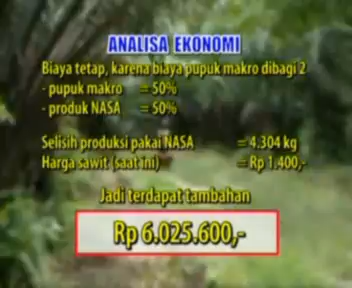 ANALISA EKONOMI
Biaya tetap, karena biaya pupuk makro dibagi 2
- pupuk makro = 50%
- produk NASA = 50%
Selisih produksi pakai NASA = 4.304 kg
Harga sawit (saat ini) = Rp 1.400,-
Jadi terdapat tambahan
Rp 6.025.600,-